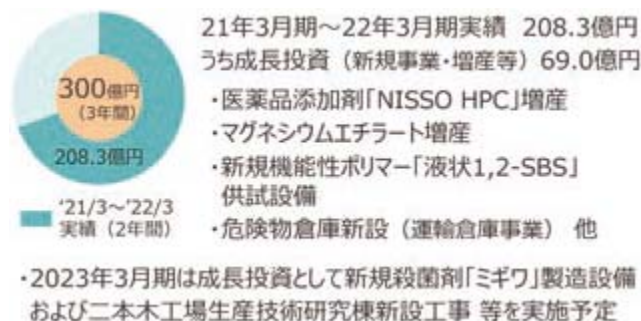 21年3月期～22年3月期実績 208.3億円
うち成長投資（新規事業・増産等）69.0億円
300億円
（3年間）
208.3億円
'21/3～'22/3
実績（2年間）
・医薬品添加剤「NISSO HPC」増産
・マグネシウムエチラート増産
・新規機能性ポリマー「液状1,2-SBS」
供試設備
・危険物倉庫新設（運輸倉庫事業） 他
・2023年3月期は成長投資として新規殺菌剤「ミギワ」製造設備
および二本木工場生産技術研究棟新設工事 等を実施予定